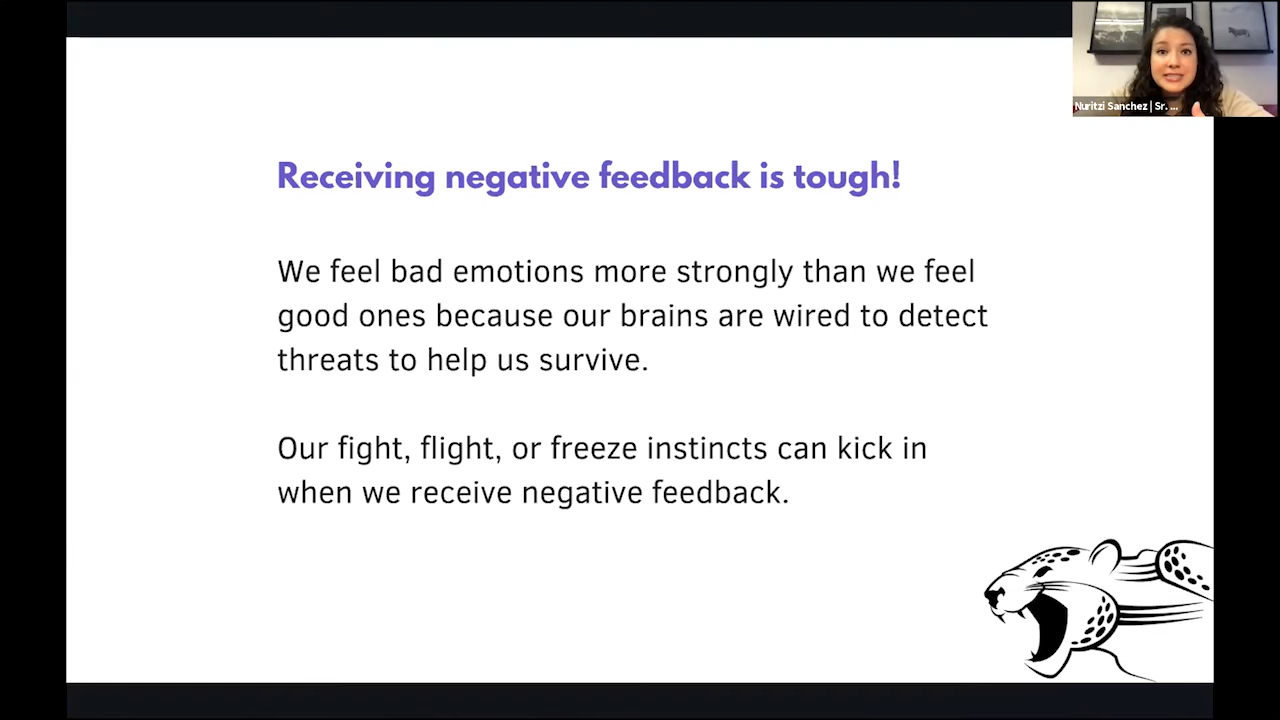 Nuritzi Sanchez | Sr. ...
Receiving negative feedback is tough!
We feel bad emotions more strongly than we feel
good ones because our brains are wired to detect
threats to help us survive.
Our fight, flight, or freeze instincts can kick in
when we receive negative feedback.